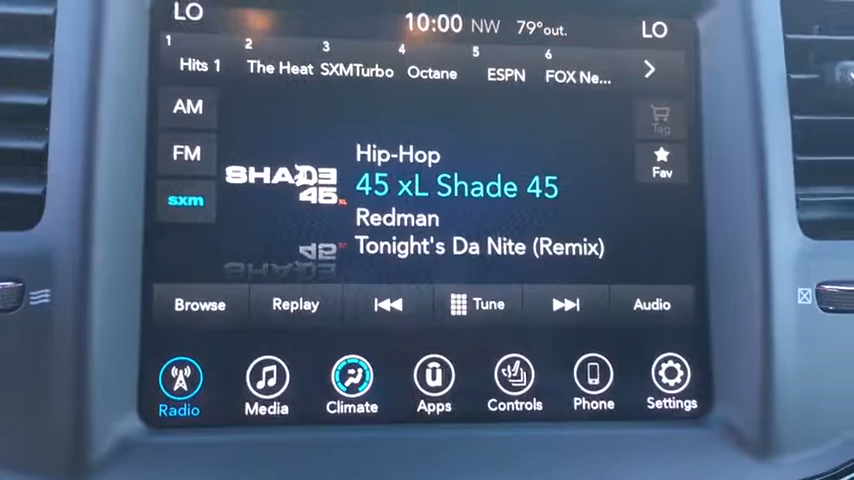 LO 10:00 NW 79°out. LO
1 2 3 4 5 6
Hits 1 The Heat SXMTurbo Octane ESPN FOX Ne...
AM
Tag
FM
Fav
sxm
SHADE
45 XL
Hip-Hop
45 xL Shade 45
Redman
Tonight's Da Nite (Remix)
Browse Replay Tune Audio
Radio Media Climate Apps Controls Phone Settings